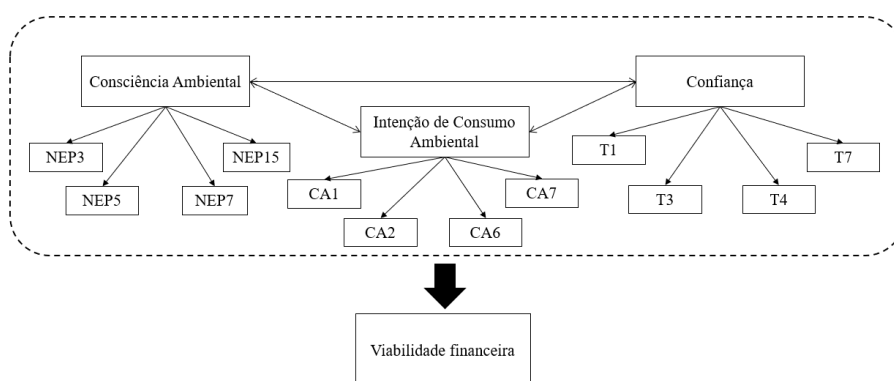 Consciência Ambiental
Confiança
Intenção de Consumo
Ambiental
NEP3
NEP15
NEP5
NEP7
CA1
CA7
CA2
CA6
T1
T7
T3
T4
Viabilidade financeira